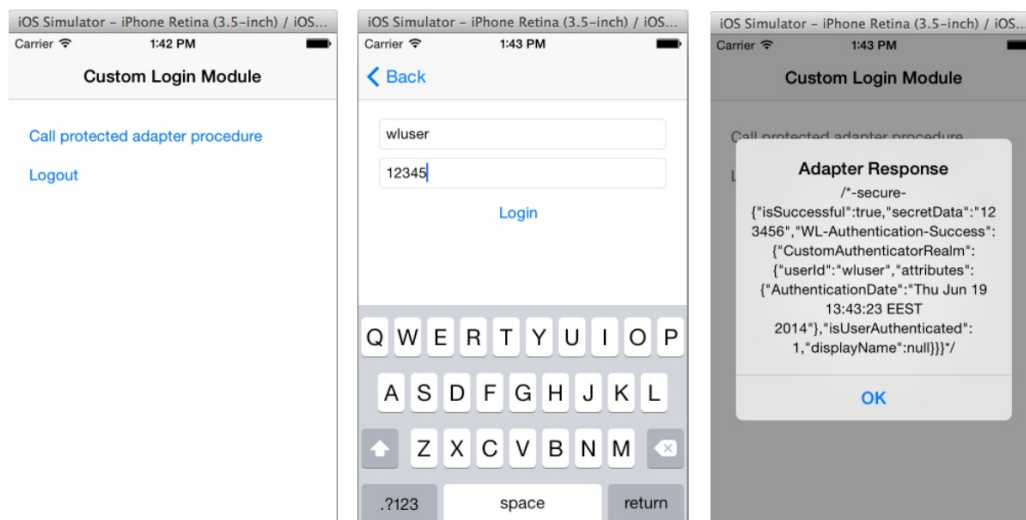 iOS Simulator – iPhone Retina (3.5–inch) / iOS...
Carrier 1:42 PM
Custom Login Module
Call protected adapter procedure
Logout
iOS Simulator – iPhone Retina (3.5–inch) / iOS...
Carrier 1:43 PM
Back
wluser
12345
Login
Q W E R T Y U I O P
A S D F G H J K L
Z X C V B N M
.?123 space return
iOS Simulator – iPhone Retina (3.5–inch) / iOS...
Carrier 1:43 PM
Custom Login Module
Call protected adapter procedure
L
Adapter Response
/*-secure-
{"isSuccessful":true,"secretData":"12
3456","WL-Authentication-Success":
{"CustomAuthenticatorRealm":
{"userId":"wluser","attributes":
{"AuthenticationDate":"Thu Jun 19
13:43:23 EEST
2014"},"isUserAuthenticated":
1,"displayName":null}}}*/
OK